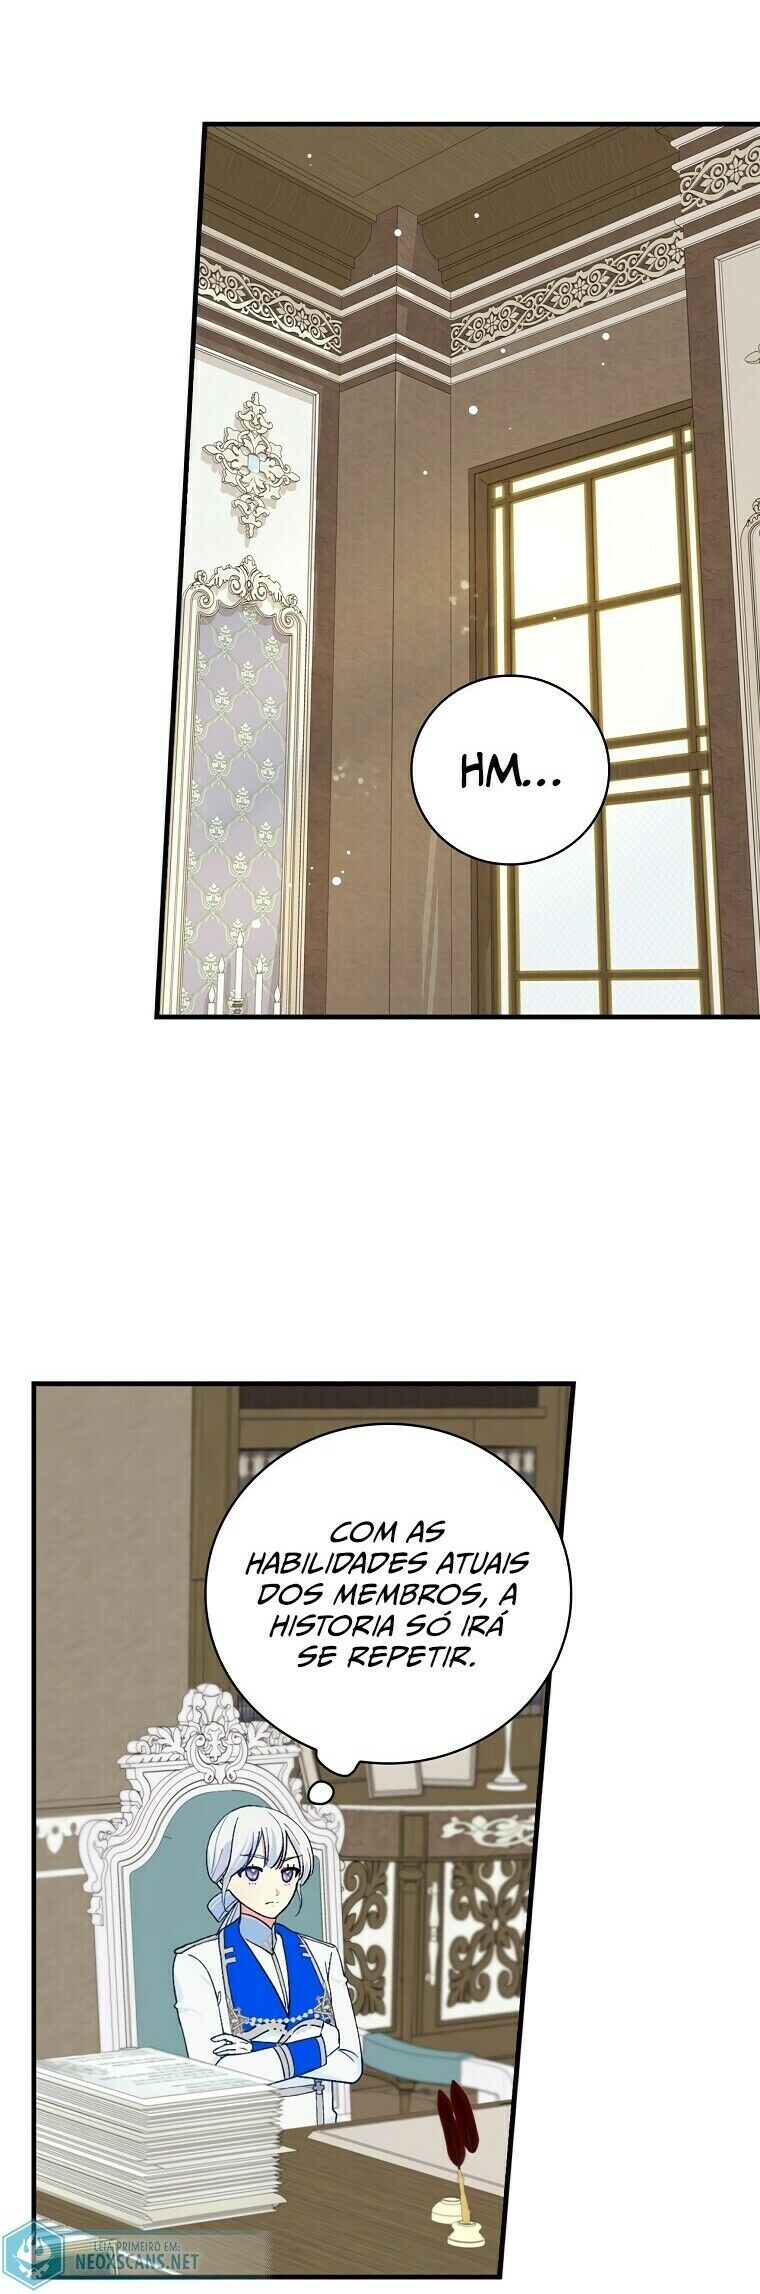 HM...
COM AS
HABILIDADES ATUAIS
DOS MEMBROS, A
HISTORIA SÓ IRÁ
SE REPETIR.
LEIA PRIMEIRO EM:
NEOXSCANS.NET